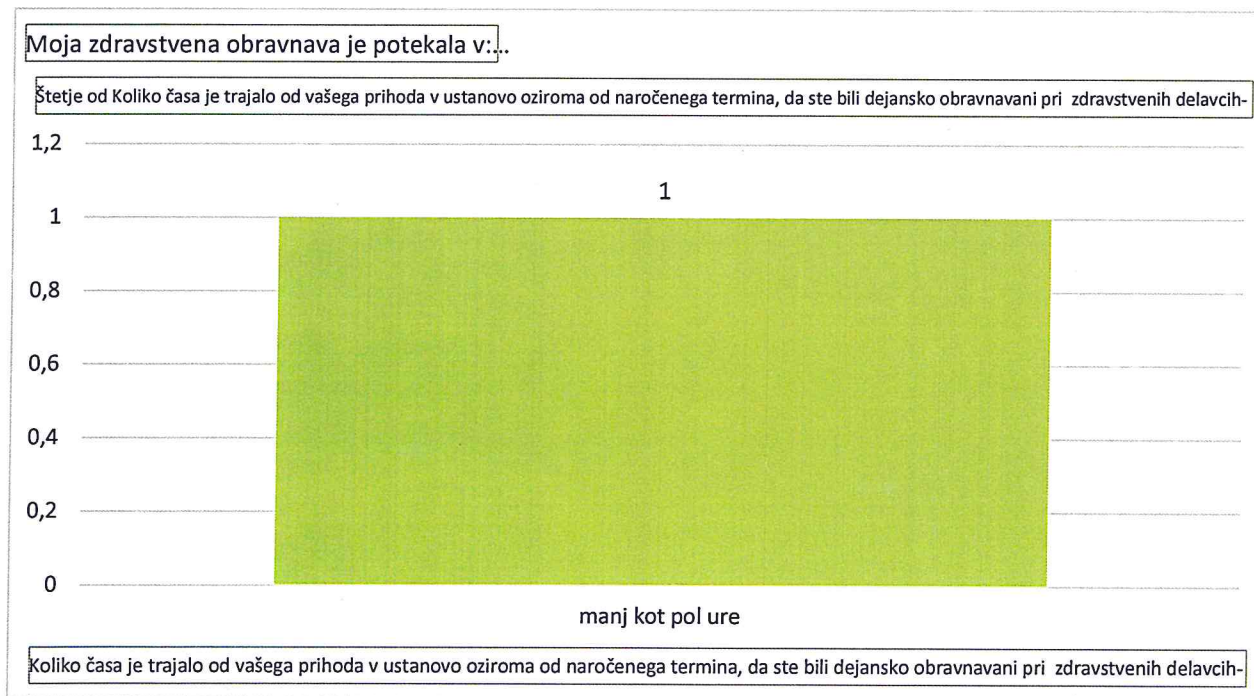 Moja zdravstvena obravnava je potekala v:...
Štetje od Koliko časa je trajalo od vašega prihoda v ustanovo oziroma od naročenega termina, da ste bili dejansko obravnavani pri zdravstvenih delavcih-
1,2
1
1
0,8
0,6
0,4
0,2
0
manj kot pol ure
Koliko časa je trajalo od vašega prihoda v ustanovo oziroma od naročenega termina, da ste bili dejansko obravnavani pri zdravstvenih delavcih-